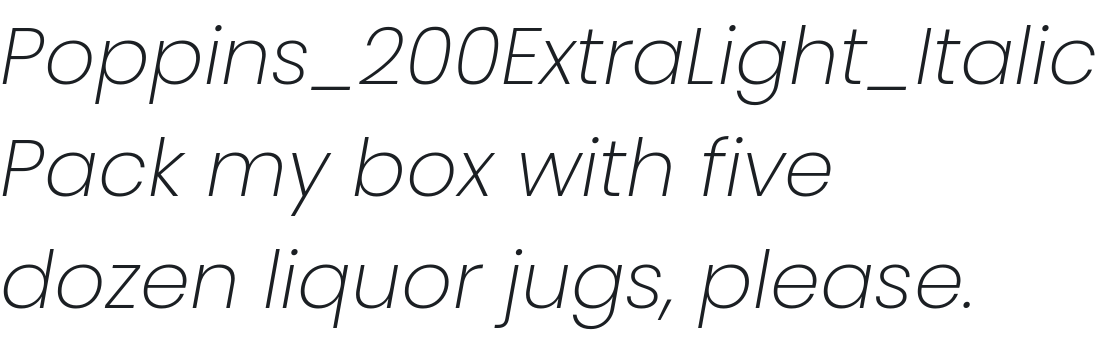 Poppins_200ExtraLight_Italic
Pack my box with five
dozen liquor jugs, please.